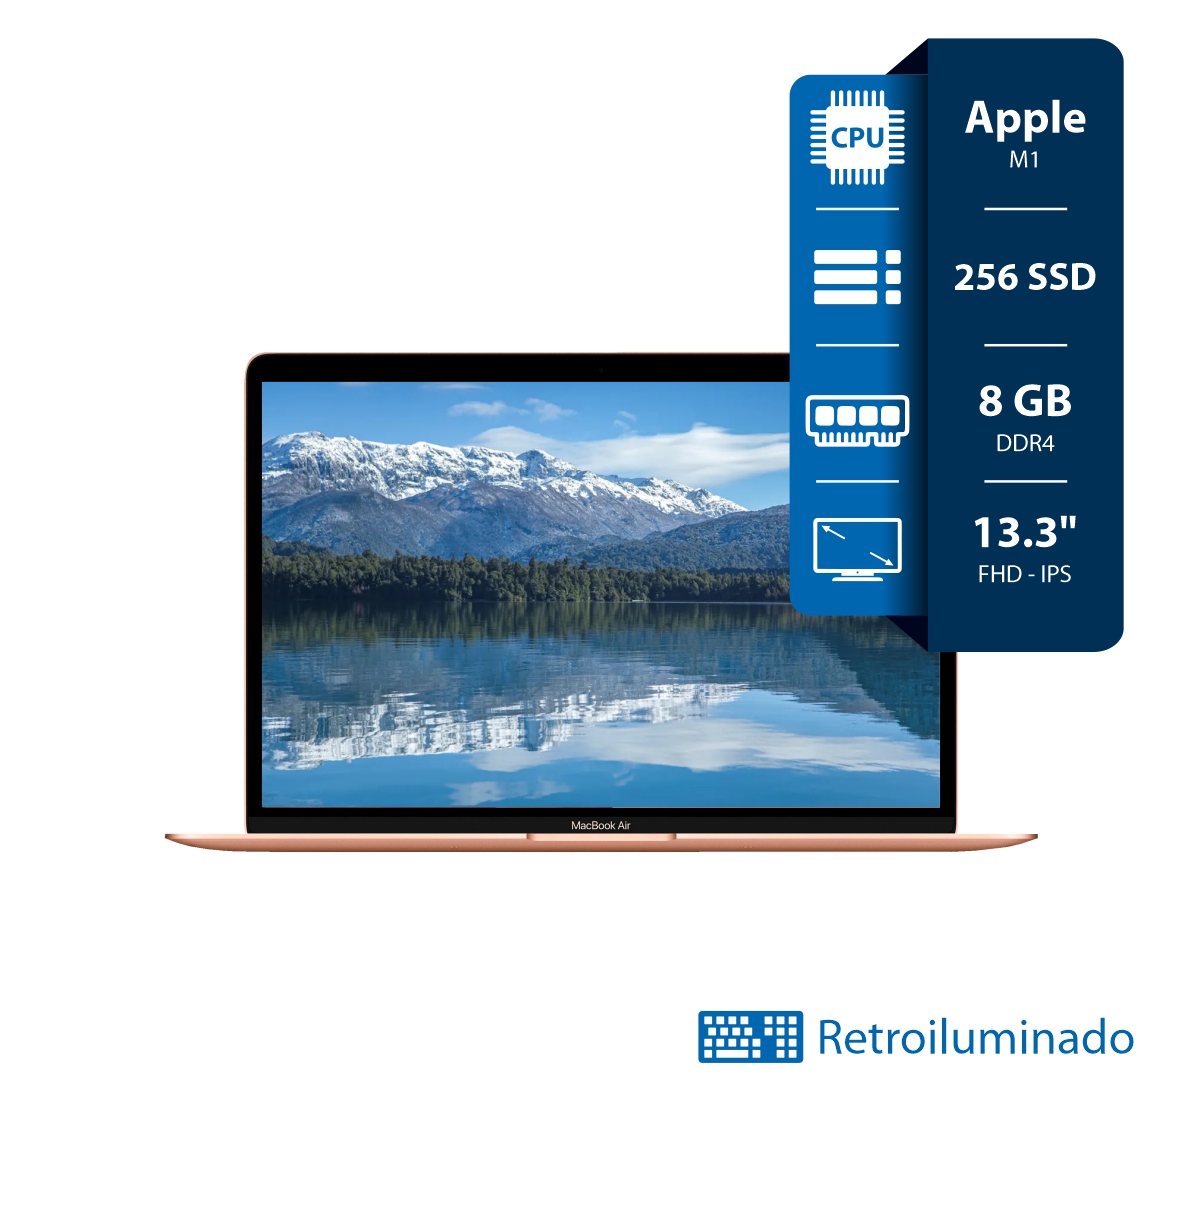 CPU
Apple
M1
256 SSD
8 GB
DDR4
13.3"
FHD - IPS
MacBook Air
Retroiluminado